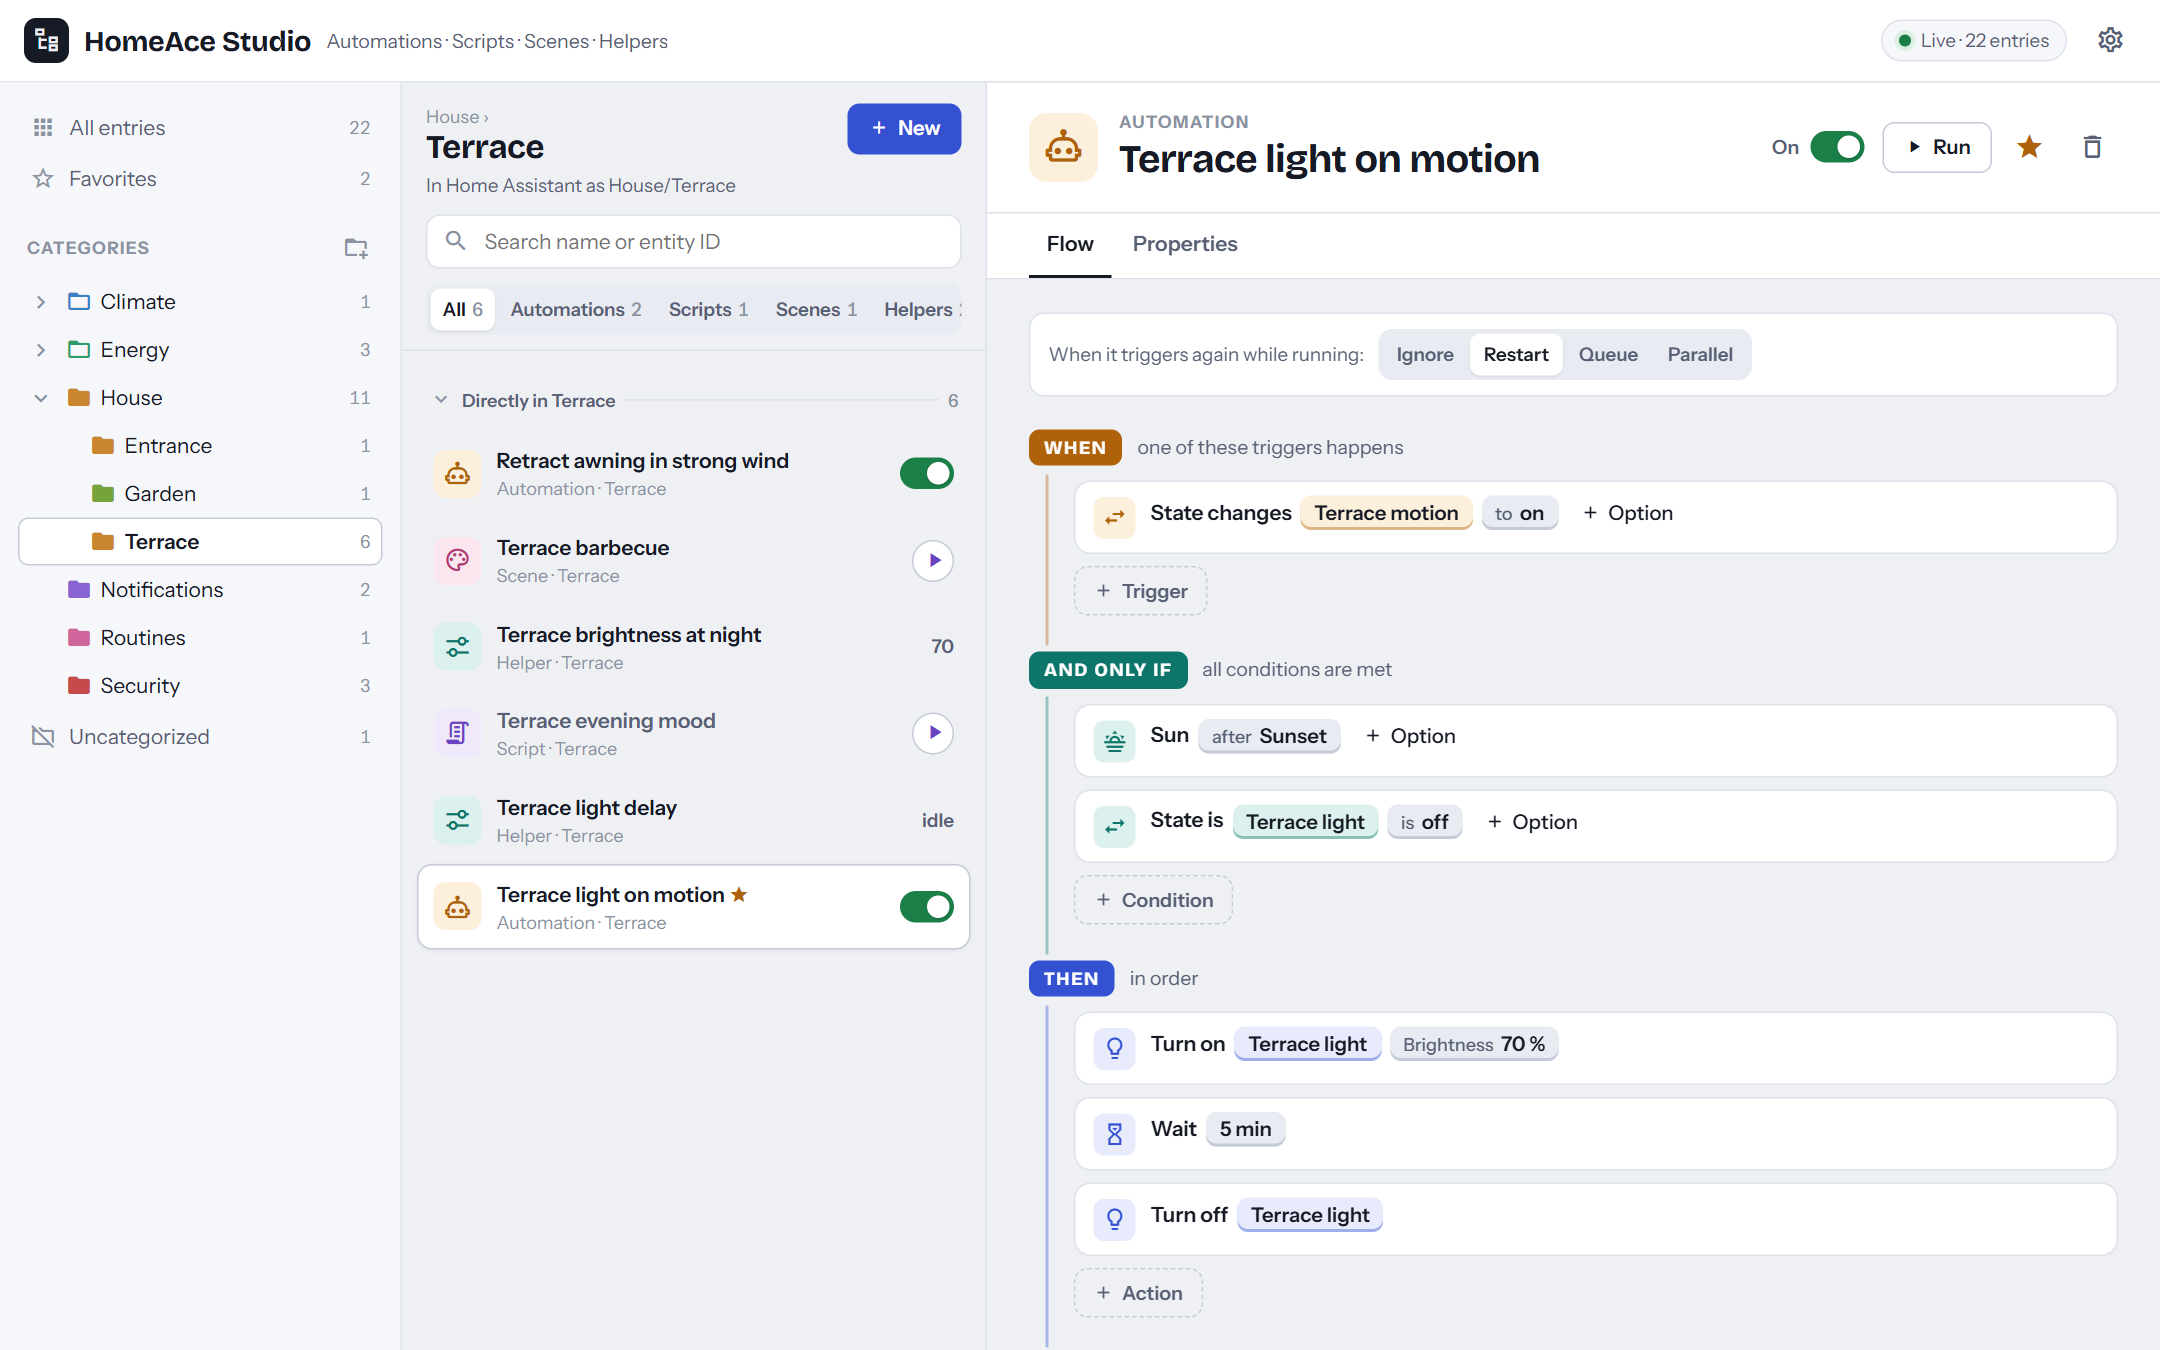 HomeAce Studio Automations · Scripts · Scenes · Helpers
Live · 22 entries
All entries 22
Favorites 2
CATEGORIES
Climate 1
Energy 3
House 11
Entrance 1
Garden 1
Terrace 6
Notifications 2
Routines 1
Security 3
Uncategorized 1
House ›
Terrace
In Home Assistant as House/Terrace
+ New
Search name or entity ID
All 6 Automations 2 Scripts 1 Scenes 1 Helpers
Directly in Terrace 6
Retract awning in strong wind
Automation · Terrace
Terrace barbecue
Scene · Terrace
Terrace brightness at night
Helper · Terrace
70
Terrace evening mood
Script · Terrace
Terrace light delay
Helper · Terrace
idle
Terrace light on motion
Automation · Terrace
AUTOMATION
Terrace light on motion
On
Run
Flow Properties
When it triggers again while running: Ignore Restart Queue Parallel
WHEN one of these triggers happens
State changes Terrace motion to on + Option
+ Trigger
AND ONLY IF all conditions are met
Sun after Sunset + Option
State is Terrace light is off + Option
+ Condition
THEN in order
Turn on Terrace light Brightness 70 %
Wait 5 min
Turn off Terrace light
+ Action